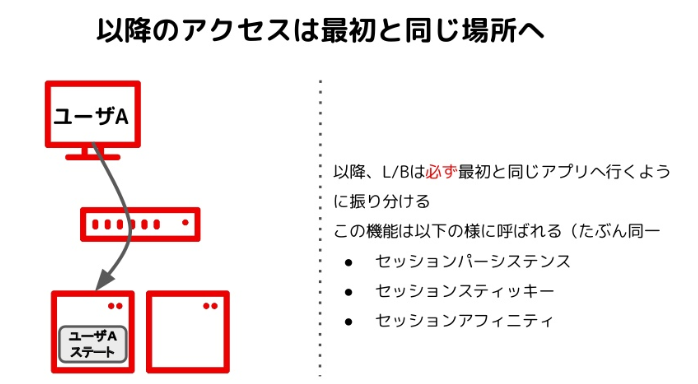 以降のアクセスは最初と同じ場所へ
ユーザA
ユーザA
ステート
以降、L/Bは必ず最初と同じアプリへ行くよう
に振り分ける
この機能は以下の様に呼ばれる（たぶん同一
● セッションパーシステンス
● セッションスティッキー
● セッションアフィニティ